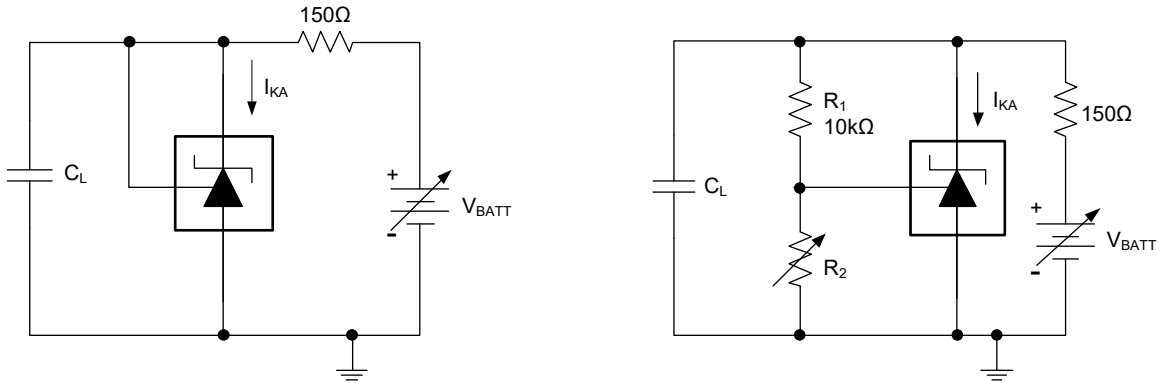 150Ω
I_KA
C_L
+
V_BATT
-
R_1
10kΩ
I_KA
150Ω
C_L
+
V_BATT
-
R_2